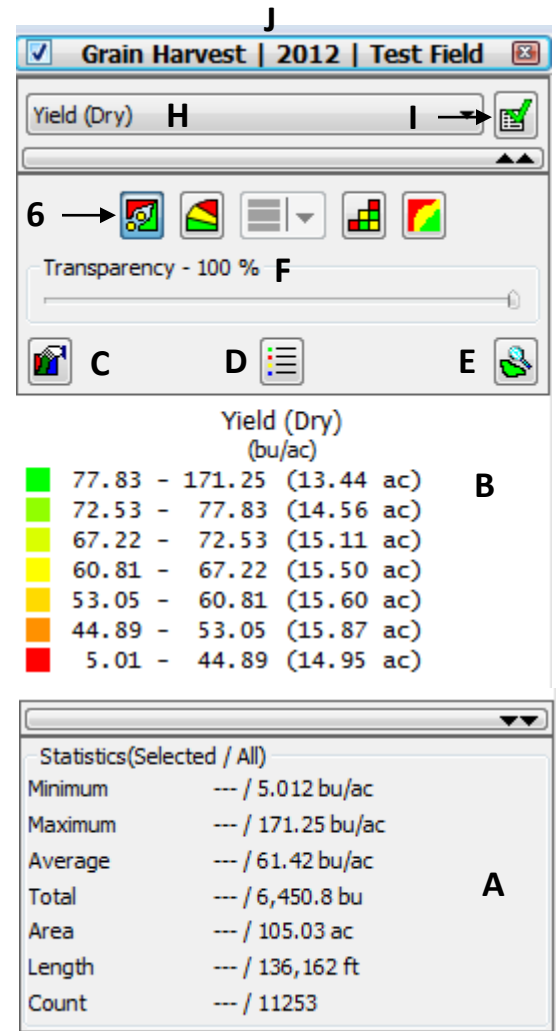 J
Grain Harvest | 2012 | Test Field
Yield (Dry) H I
6
Transparency - 100 % F
C D E
Yield (Dry)
(bu/ac)
77.83 - 171.25 (13.44 ac) B
72.53 - 77.83 (14.56 ac)
67.22 - 72.53 (15.11 ac)
60.81 - 67.22 (15.50 ac)
53.05 - 60.81 (15.60 ac)
44.89 - 53.05 (15.87 ac)
5.01 - 44.89 (14.95 ac)
Statistics(Selected / All)
Minimum --- / 5.012 bu/ac
Maximum --- / 171.25 bu/ac
Average --- / 61.42 bu/ac
Total --- / 6,450.8 bu A
Area --- / 105.03 ac
Length --- / 136,162 ft
Count --- / 11253